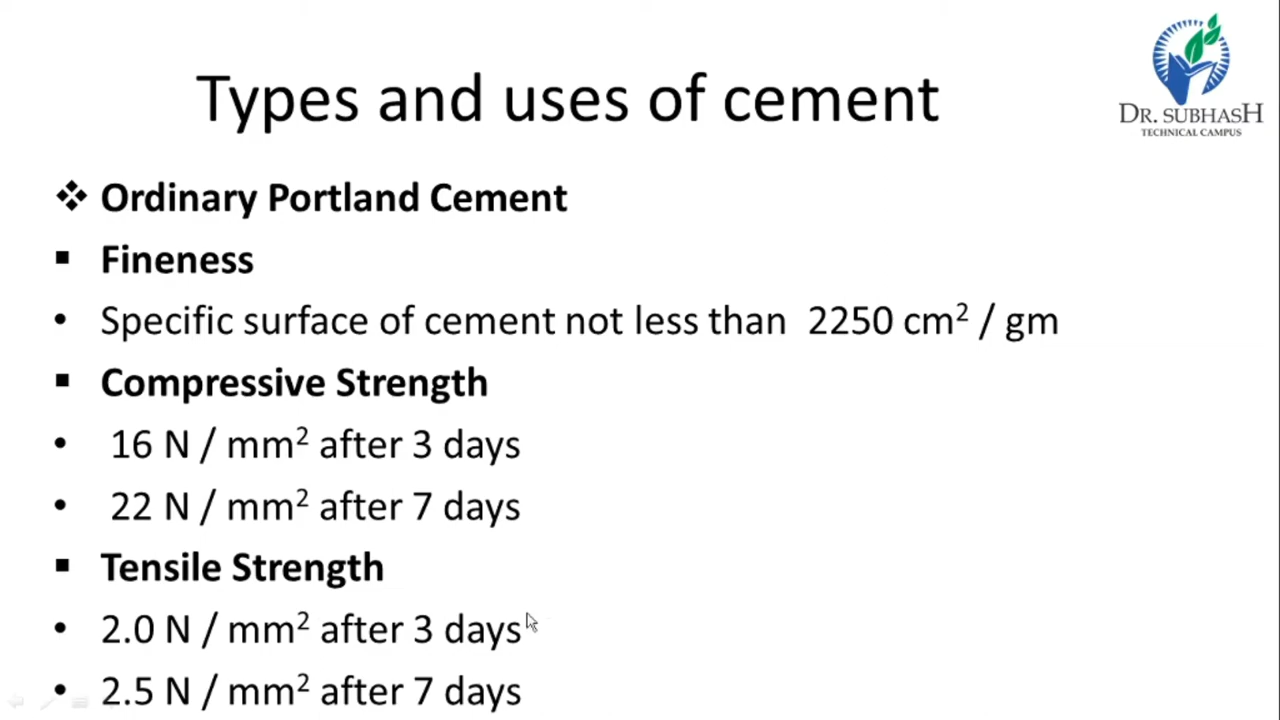 Types and uses of cement
DR. SUBHASH
TECHNICAL CAMPUS
❖ Ordinary Portland Cement
▪ Fineness
• Specific surface of cement not less than 2250 cm² / gm
▪ Compressive Strength
• 16 N / mm² after 3 days
• 22 N / mm² after 7 days
▪ Tensile Strength
• 2.0 N / mm² after 3 days
• 2.5 N / mm² after 7 days